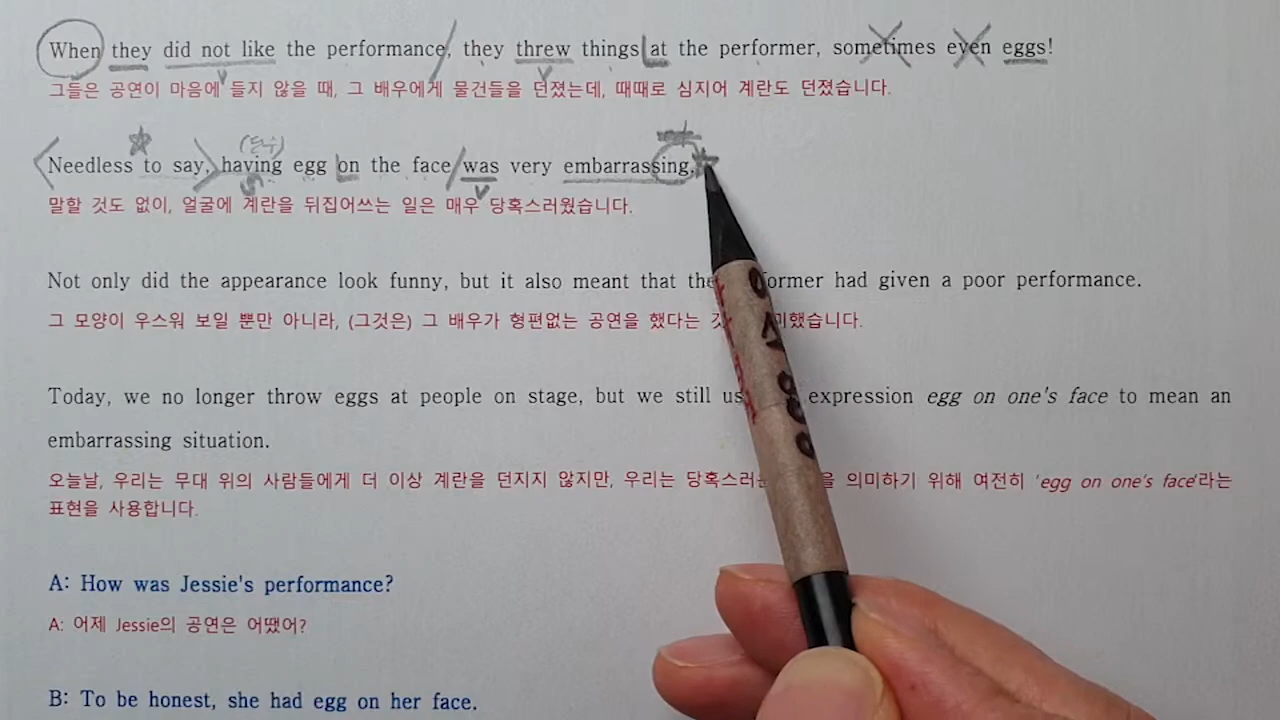 When they did not like the performance, they threw things at the performer, sometimes even eggs!
그들은 공연이 마음에 들지 않을 때, 그 배우에게 물건들을 던졌는데, 때때로 심지어 계란도 던졌습니다.
(단수)
Needless to say, having egg on the face was very embarrassing.
말할 것도 없이, 얼굴에 계란을 뒤집어쓰는 일은 매우 당혹스러웠습니다.
Not only did the appearance look funny, but it also meant that the had given a poor performance.
그 모양이 우스워 보일 뿐만 아니라, (그것은) 그 배우가 형편없는 공연을 했다는
Today, we no longer throw eggs at people on stage, but we still expression egg on one's face to mean an
embarrassing situation.
오늘날, 우리는 무대 위의 사람들에게 더 이상 계란을 던지지 않지만, 우리는 의미하기 위해 여전히 'egg on one's face'라는
표현을 사용합니다.
A: How was Jessie's performance?
A: 어제 Jessie의 공연은 어땠어?
B: To be honest, she had egg on her face.